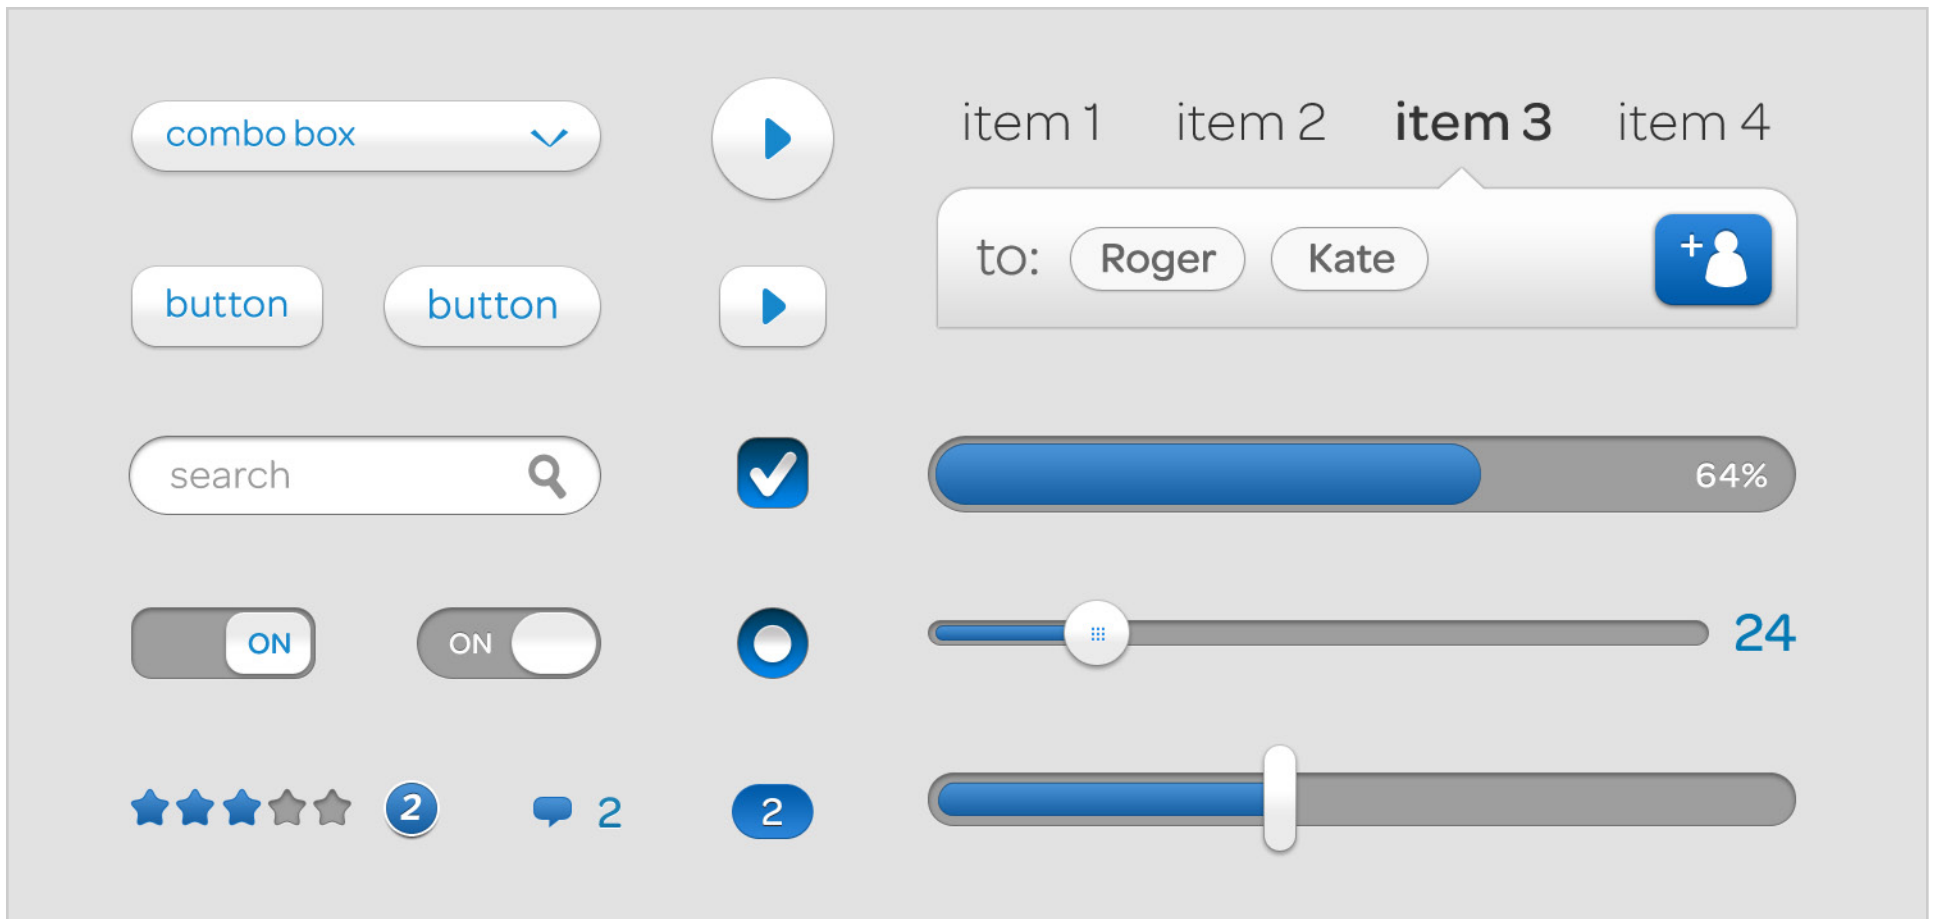 combo box
item 1 item 2 item 3 item 4
to: Roger Kate
button button
search
64%
ON ON
24
2 2 2